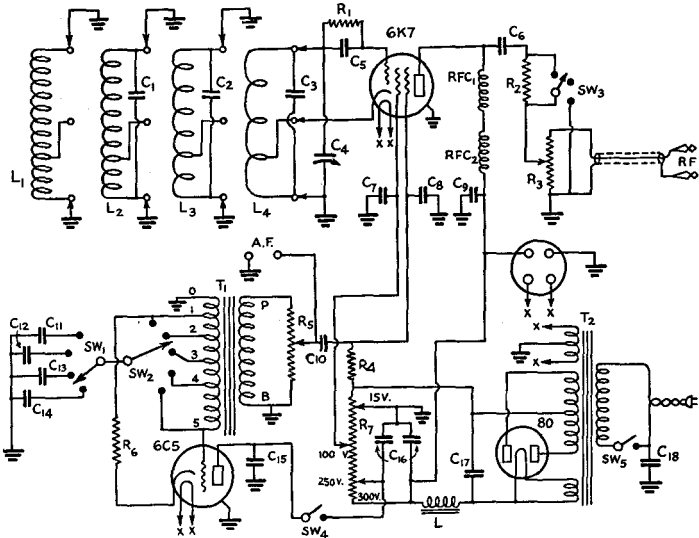 R1
6K7
C6
C5
R2
SW3
RFC1
C1
C2
C3
C4
RFC2
RF
R3
L1
L2
L3
L4
C7
C8
C9
A.F.
T1
T2
0
P
X X
C12
C11
1
R5
X
SW1
2
C10
SW2
3
R4
X
C13
4
15V.
C14
B
R7
80
5
R6
6C5
100 V.
C16
C17
SW5
C18
C15
250V.
300V.
L
SW4
X X
X X